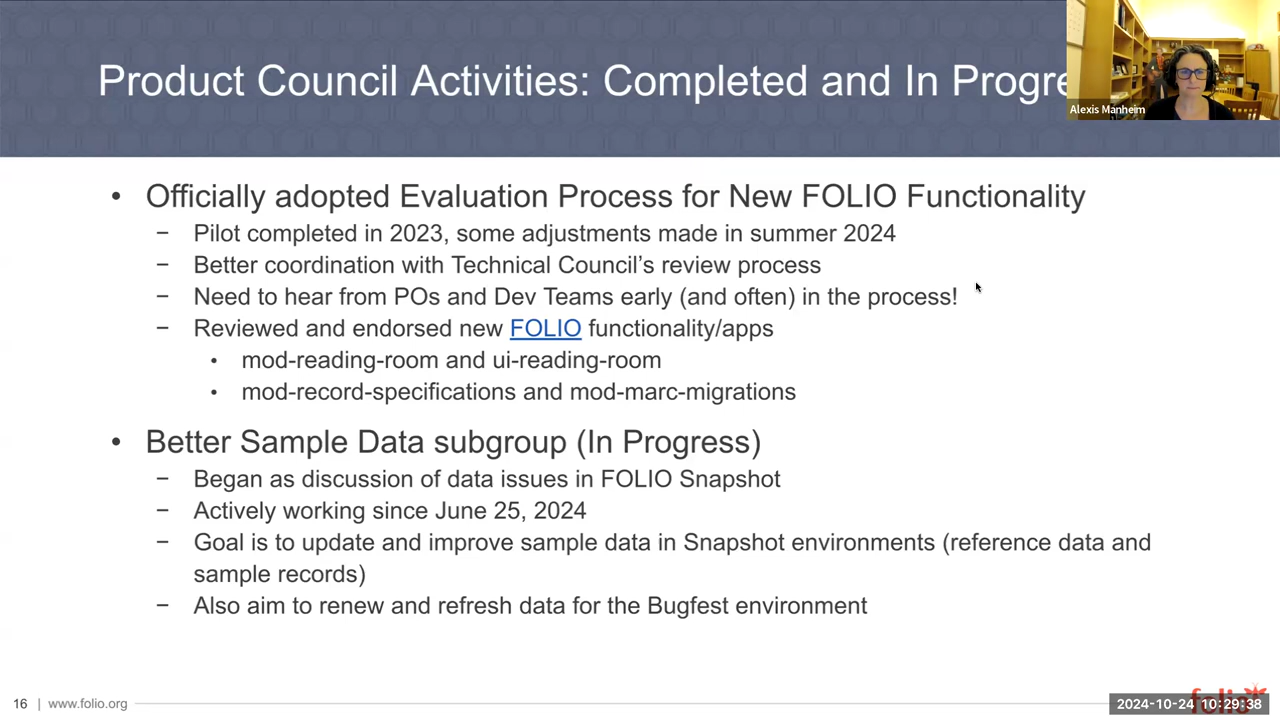 Product Council Activities: Completed and In Progre
Alexis Manheim
• Officially adopted Evaluation Process for New FOLIO Functionality
− Pilot completed in 2023, some adjustments made in summer 2024
− Better coordination with Technical Council’s review process
− Need to hear from POs and Dev Teams early (and often) in the process!
− Reviewed and endorsed new FOLIO functionality/apps
• mod-reading-room and ui-reading-room
• mod-record-specifications and mod-marc-migrations
• Better Sample Data subgroup (In Progress)
− Began as discussion of data issues in FOLIO Snapshot
− Actively working since June 25, 2024
− Goal is to update and improve sample data in Snapshot environments (reference data and
sample records)
− Also aim to renew and refresh data for the Bugfest environment
16 | www.folio.org
folio
2024-10-24 10:29:38